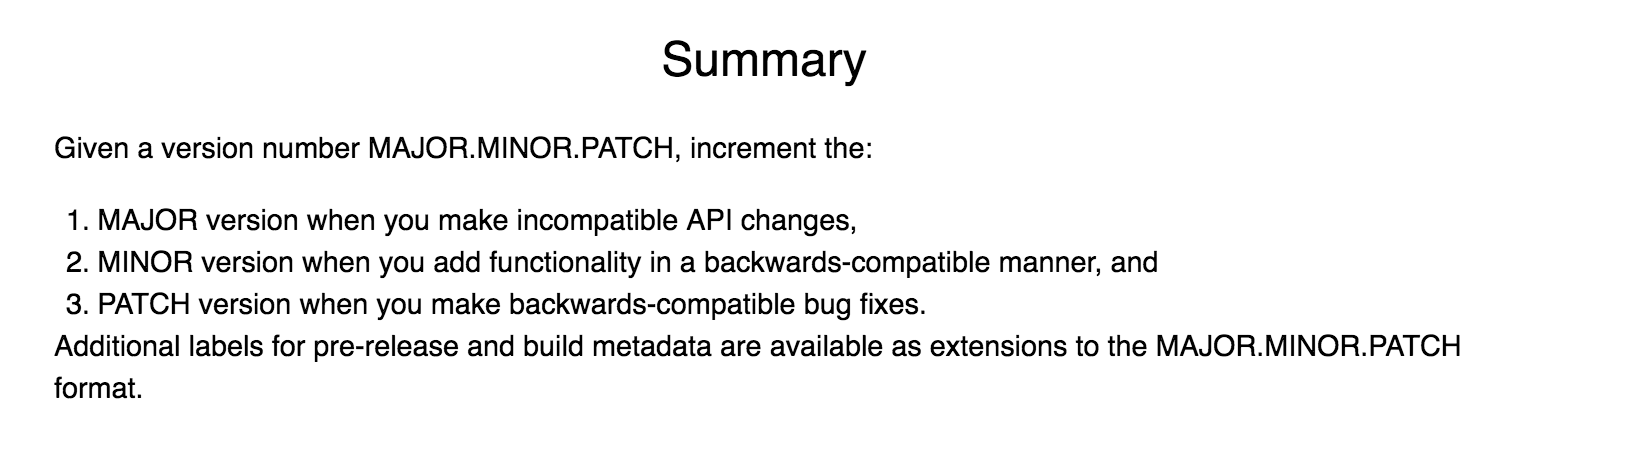 Summary
Given a version number MAJOR.MINOR.PATCH, increment the:
1. MAJOR version when you make incompatible API changes,
2. MINOR version when you add functionality in a backwards-compatible manner, and
3. PATCH version when you make backwards-compatible bug fixes.
Additional labels for pre-release and build metadata are available as extensions to the MAJOR.MINOR.PATCH
format.